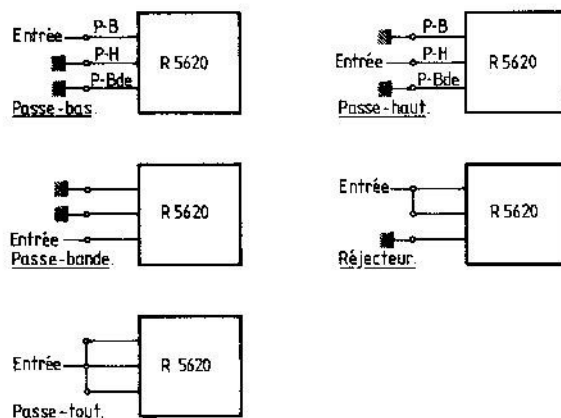 P-B
Entrée
P-H
R 5620
P-Bde
Passe-bas.
P-B
P-H
Entrée
R 5620
P-Bde
Passe-haut.
R 5620
Entrée
Passe-bande.
Entrée
R 5620
Réjecteur.
Entrée
R 5620
Passe-tout.